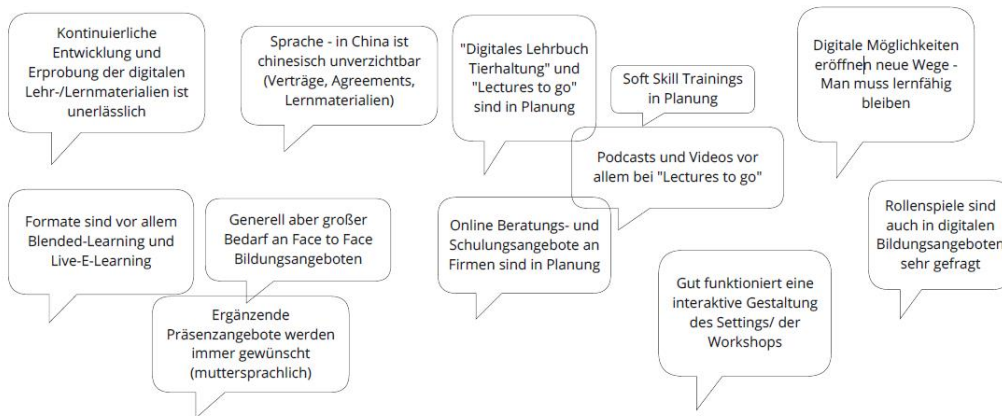 Kontinuierliche
Entwicklung und
Erprobung der digitalen
Lehr-/Lernmaterialien ist
unerlässlich
Sprache - in China ist
chinesisch unverzichtbar
(Verträge, Agreements,
Lernmaterialien)
"Digitales Lehrbuch
Tierhaltung" und
"Lectures to go"
sind in Planung
Soft Skill Trainings
in Planung
Digitale Möglichkeiten
eröffnen neue Wege -
Man muss lernfähig
bleiben
Podcasts und Videos vor
allem bei "Lectures to go"
Formate sind vor allem
Blended-Learning und
Live-E-Learning
Generell aber großer
Bedarf an Face to Face
Bildungsangeboten
Online Beratungs- und
Schulungsangebote an
Firmen sind in Planung
Rollenspiele sind
auch in digitalen
Bildungsangeboten
sehr gefragt
Gut funktioniert eine
interaktive Gestaltung
des Settings/ der
Workshops
Ergänzende
Präsenzangebote werden
immer gewünscht
(muttersprachlich)